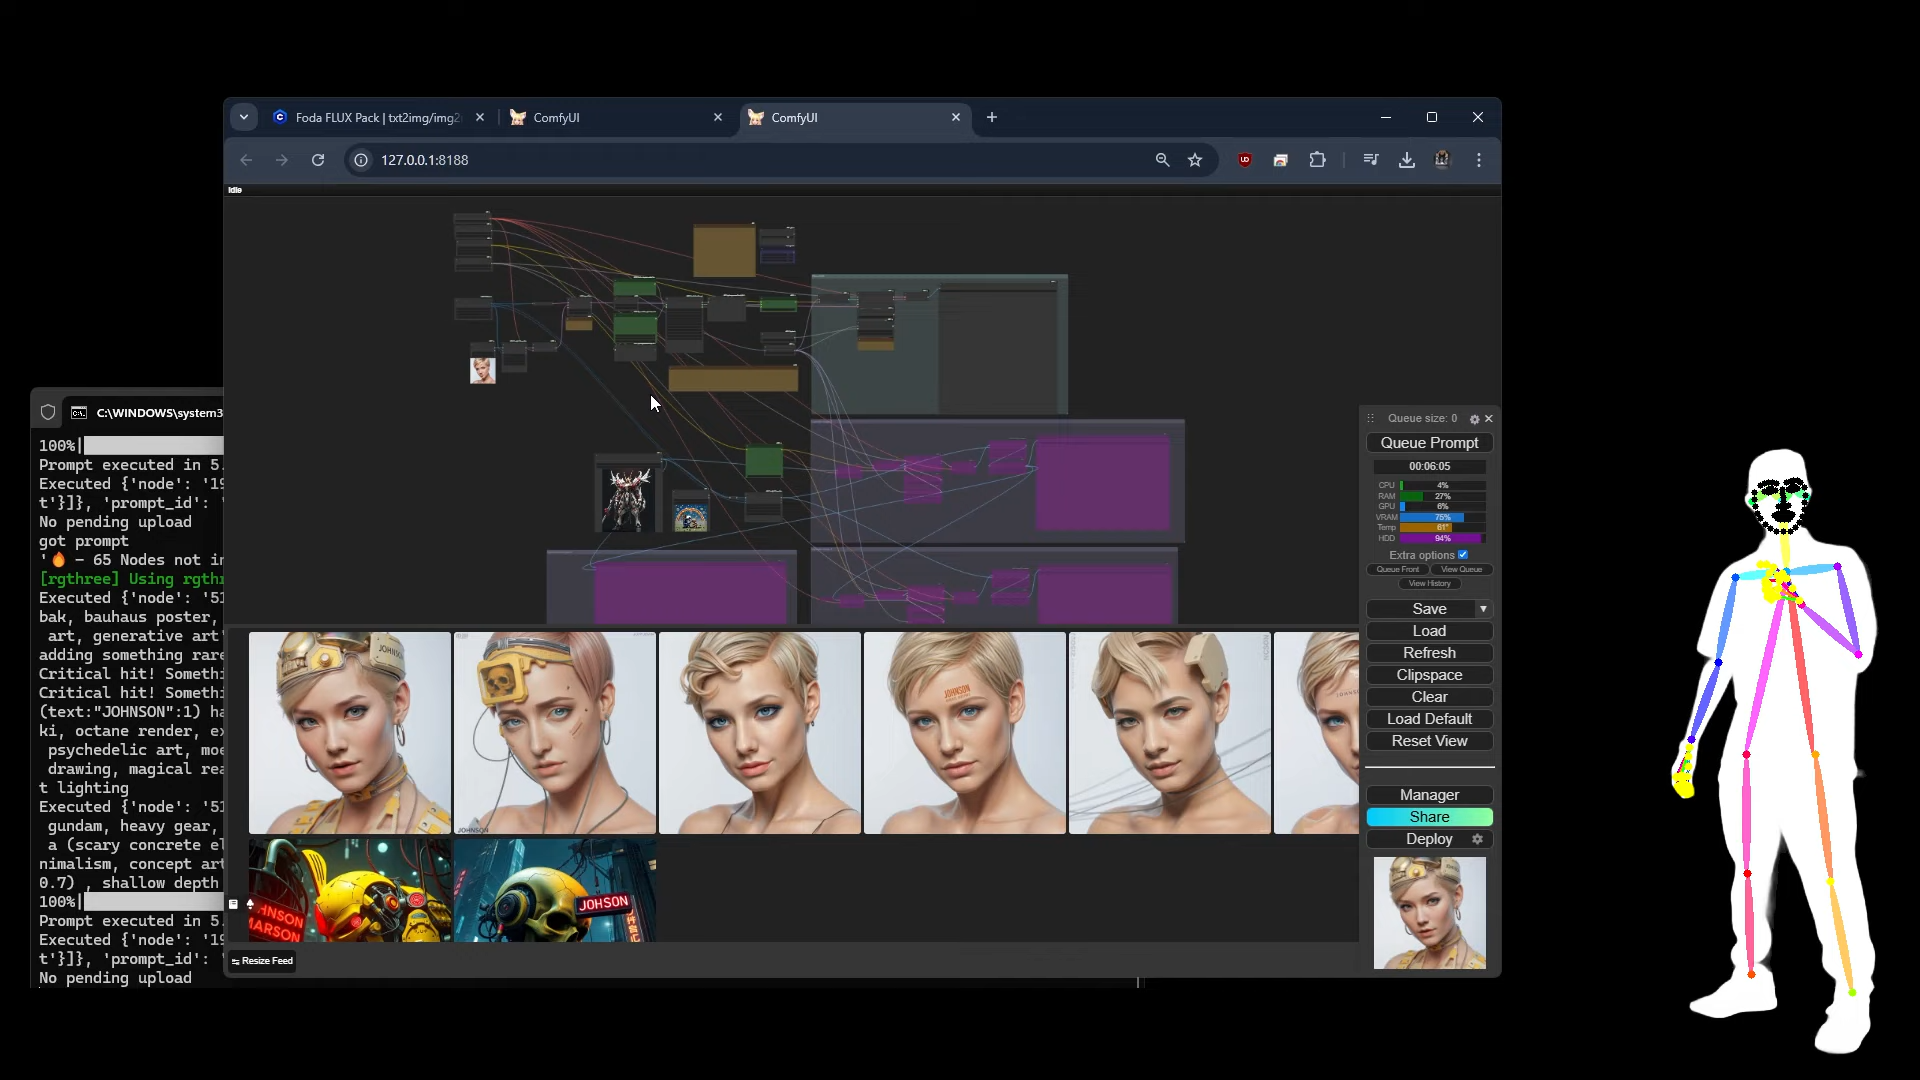 Foda FLUX Pack | txt2img/img2
ComfyUI
ComfyUI
127.0.0.1:8188
Idle
C:\WINDOWS\system3
100%|
Prompt executed in 5.
Executed {'node': '19
t'}]}, 'prompt_id': '
No pending upload
got prompt
'🔥 - 65 Nodes not in
[rgthree] Using rgthr
Executed {'node': '51
bak, bauhaus poster,
art, generative art'
adding something rare
Critical hit! Somethi
Critical hit! Somethi
(text:"JOHNSON":1) ha
ki, octane render, ex
psychedelic art, moe
drawing, magical rea
t lighting
Executed {'node': '51
gundam, heavy gear,
a (scary concrete el
nimalism, concept art
0.7) , shallow depth
100%|
Prompt executed in 5.
Executed {'node': '19
t'}]}, 'prompt_id': '
No pending upload
Queue size: 0
Queue Prompt
00:06:05
CPU 4%
RAM 27%
GPU 6%
VRAM 75%
Temp 61°
HDD 94%
Extra options
Queue Front
View Queue
View History
Save
Load
Refresh
Clipspace
Clear
Load Default
Reset View
Manager
Share
Deploy
JOHNSON
JOHNSON
JOHNSON
HNSON
MARSON
JOHSON
Resize Feed